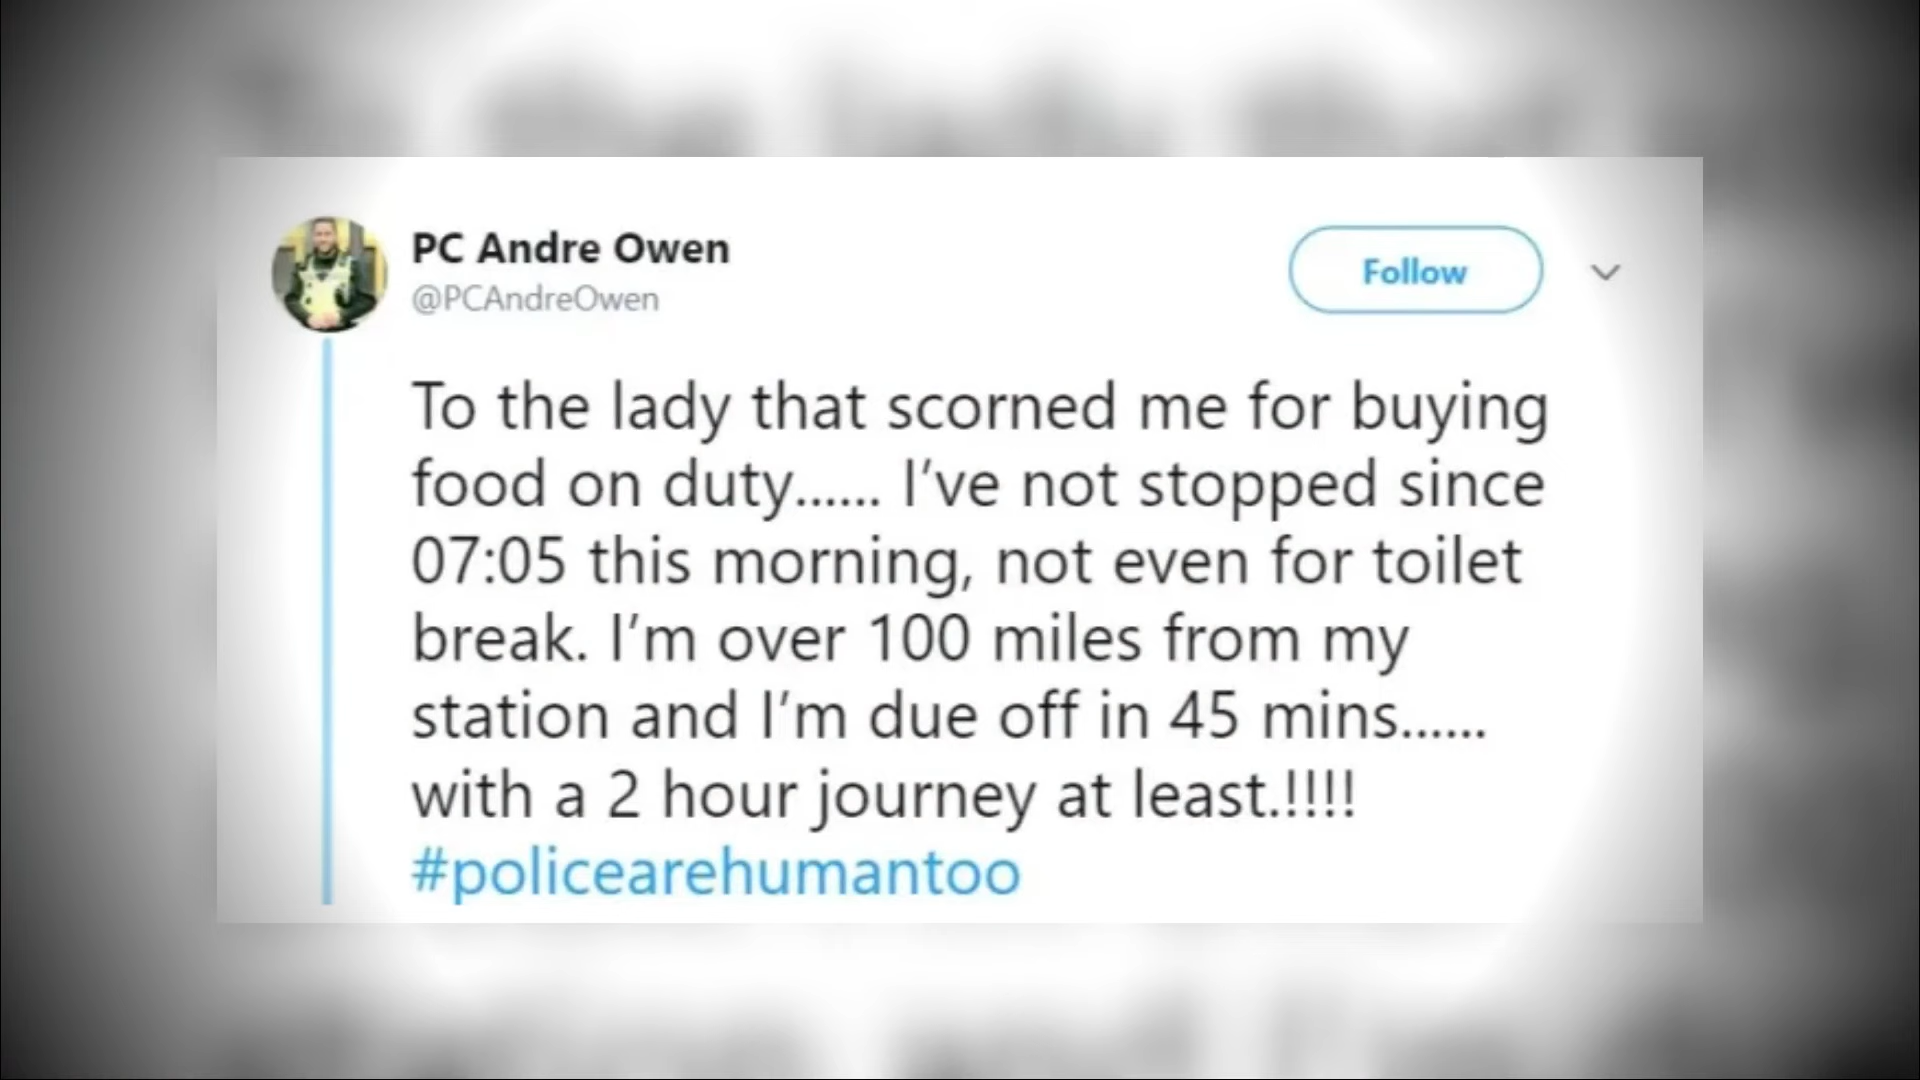 PC Andre Owen
@PCAndreOwen
Follow
To the lady that scorned me for buying
food on duty...... I've not stopped since
07:05 this morning, not even for toilet
break. I'm over 100 miles from my
station and I'm due off in 45 mins......
with a 2 hour journey at least.!!!!
#policearehumantoo